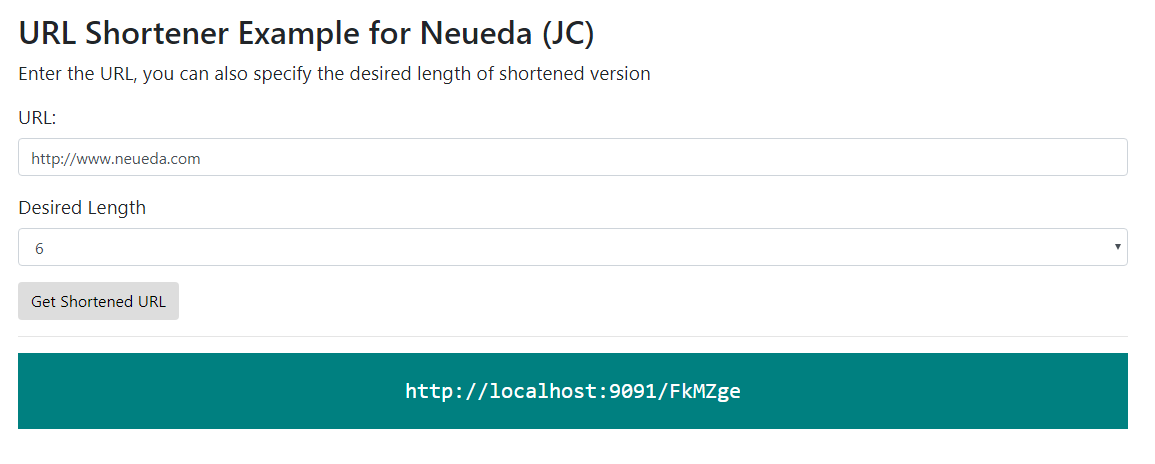 URL Shortener Example for Neueda (JC)
Enter the URL, you can also specify the desired length of shortened version
URL:
http://www.neueda.com
Desired Length
6
Get Shortened URL
http://localhost:9091/FkMZge